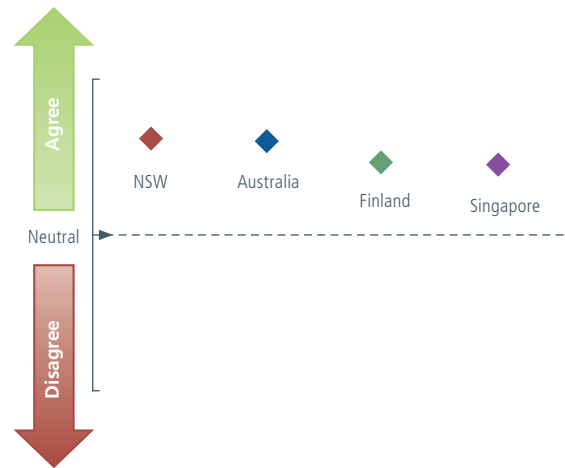 Agree
NSW
Australia
Finland
Singapore
Neutral
Disagree